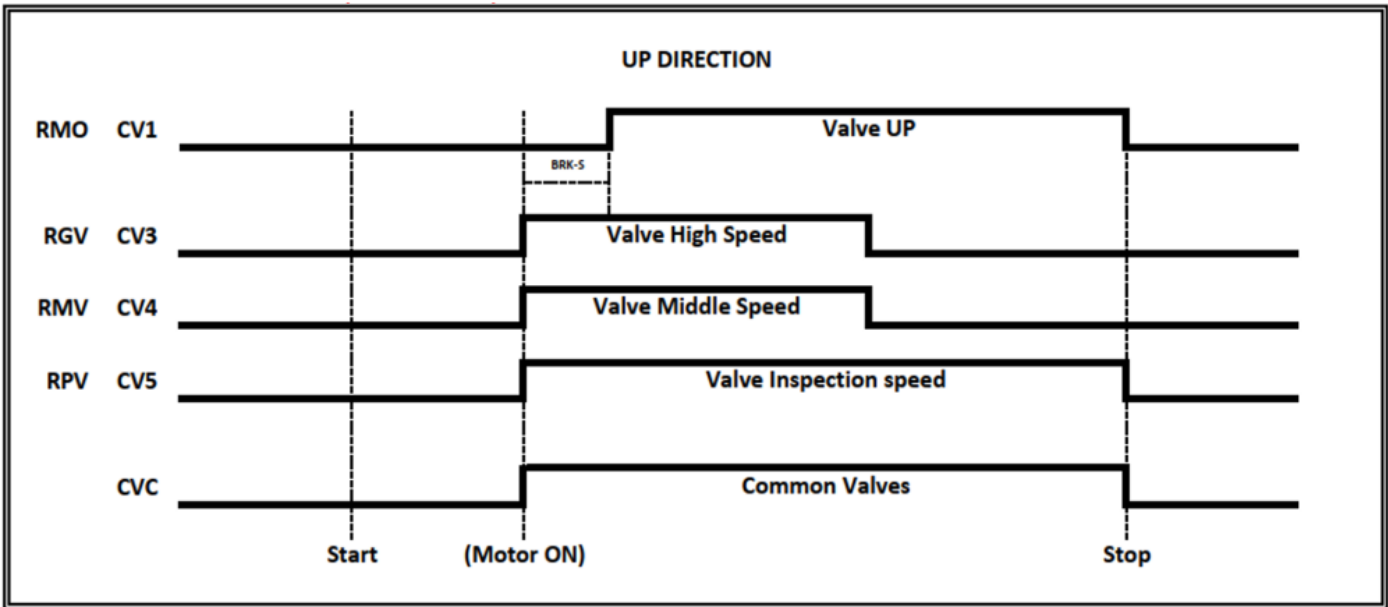 UP DIRECTION
RMO CV1 Valve UP
BRK-S
RGV CV3 Valve High Speed
RMV CV4 Valve Middle Speed
RPV CV5 Valve Inspection speed
CVC Common Valves
Start (Motor ON) Stop